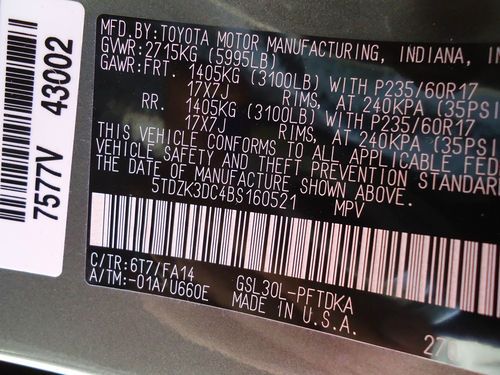 7577V 43002
MFD.BY:TOYOTA MOTOR MANUFACTURING, INDIANA, IN
GVWR:2715KG (5995LB)
GAWR:FRT. 1405KG (3100LB) WITH P235/60R17
17X7J RIMS, AT 240KPA (35PSI
RR. 1405KG (3100LB) WITH P235/60R17
17X7J RIMS, AT 240KPA (35PSI
THIS VEHICLE CONFORMS TO ALL APPLICABLE FEDE
VEHICLE SAFETY AND THEFT PREVENTION STANDAR
THE DATE OF MANUFACTURE SHOWN ABOVE.
5TDZK3DC4BS160521 MPV
C/TR:6T7/FA14
A/TM:-01A/U660E
GSL30L-PFTDKA
MADE IN U.S.A.
270